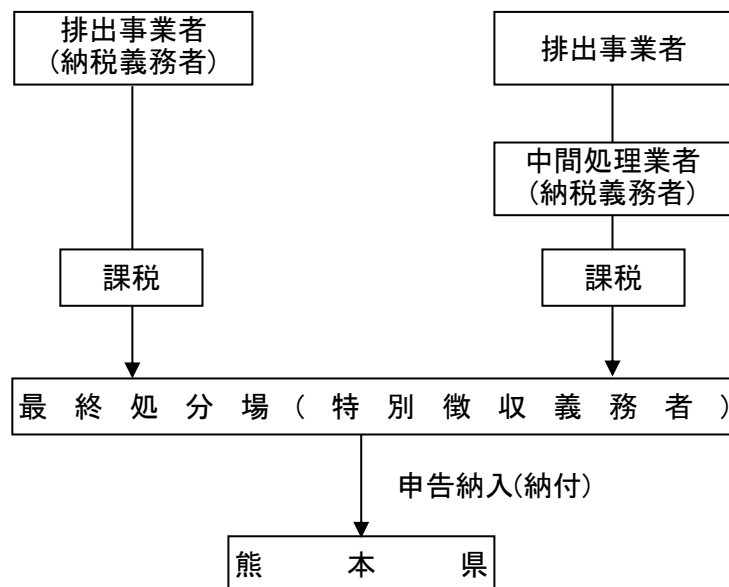 排出事業者
(納税義務者)
排出事業者
中間処理業者
(納税義務者)
課税
課税
最終処分場(特別徴収義務者)
申告納入(納付)
熊本県